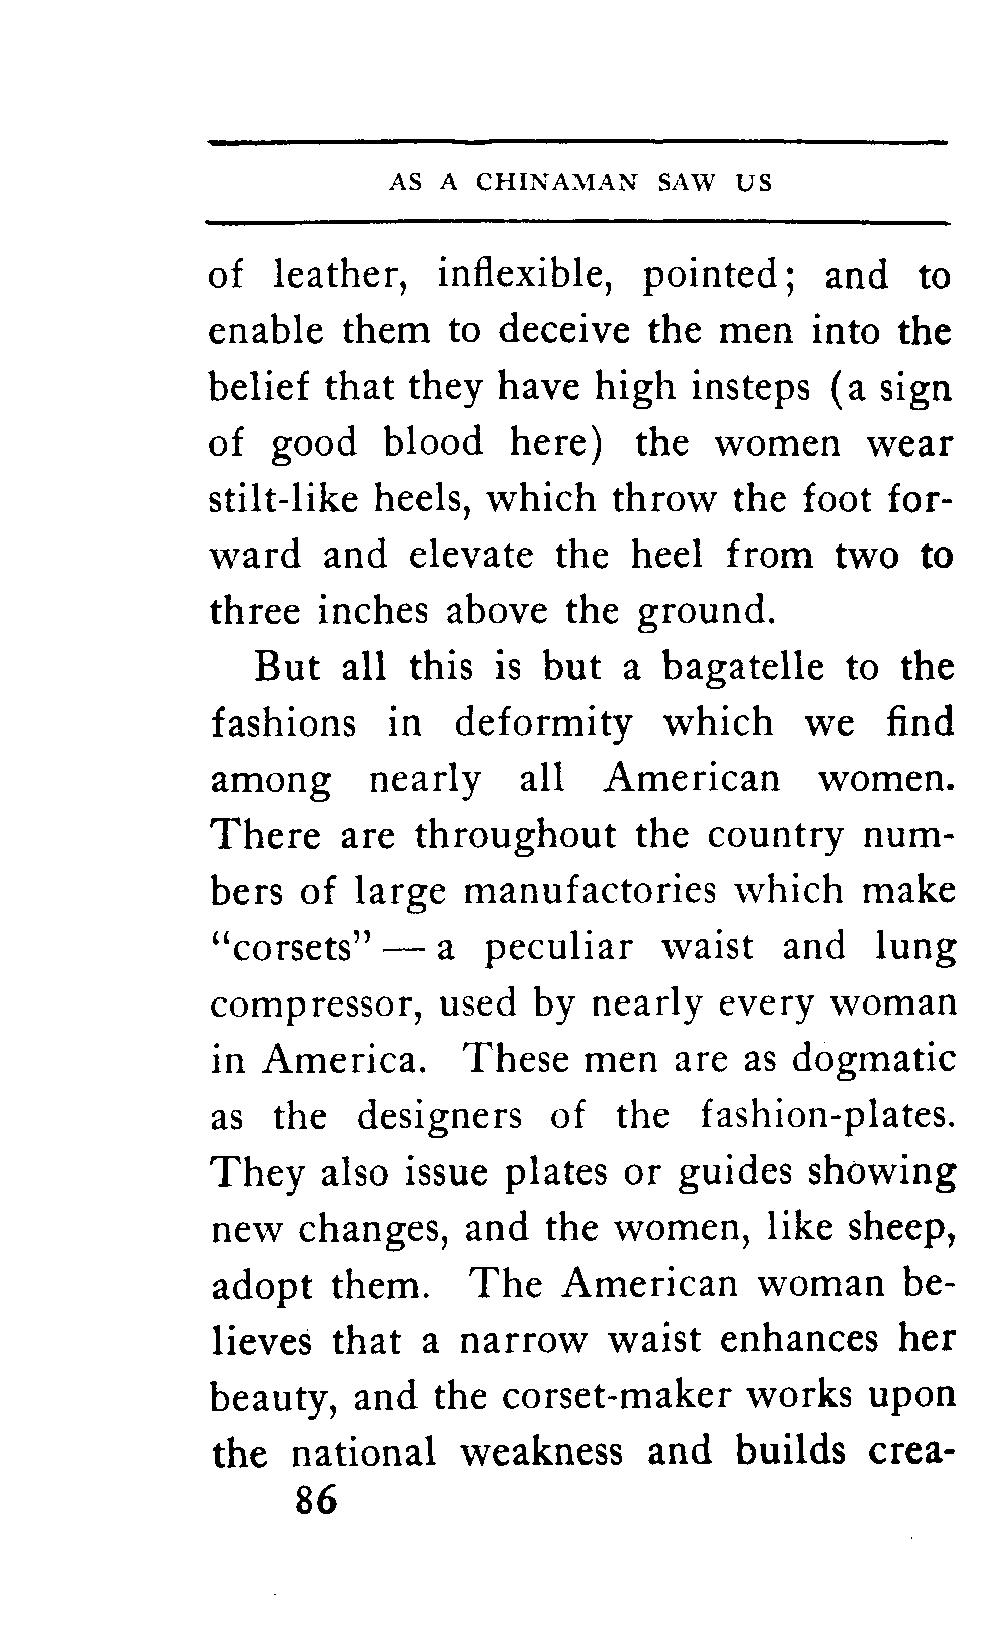 AS A CHINAMAN SAW US
of leather, inflexible, pointed; and to
enable them to deceive the men into the
belief that they have high insteps (a sign
of good blood here) the women wear
stilt-like heels, which throw the foot for-
ward and elevate the heel from two to
three inches above the ground.
But all this is but a bagatelle to the
fashions in deformity which we find
among nearly all American women.
There are throughout the country num-
bers of large manufactories which make
“corsets” — a peculiar waist and lung
compressor, used by nearly every woman
in America. These men are as dogmatic
as the designers of the fashion-plates.
They also issue plates or guides showing
new changes, and the women, like sheep,
adopt them. The American woman be-
lieves that a narrow waist enhances her
beauty, and the corset-maker works upon
the national weakness and builds crea-
86